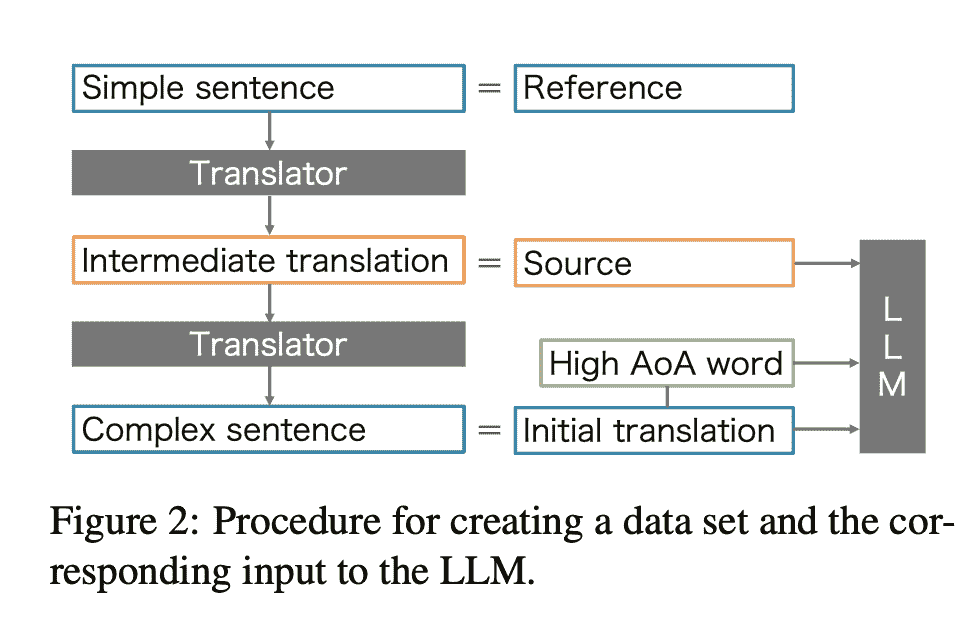 Simple sentence = Reference
Translator
Intermediate translation = Source
Translator
High AoA word
Complex sentence = Initial translation
L
L
M
Figure 2: Procedure for creating a data set and the cor-
responding input to the LLM.